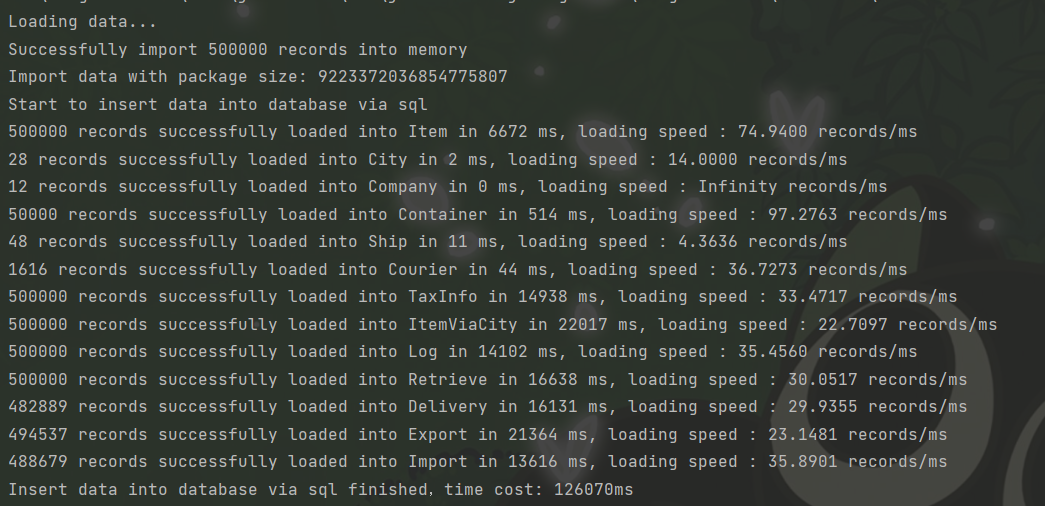 Loading data...
Successfully import 500000 records into memory
Import data with package size: 9223372036854775807
Start to insert data into database via sql
500000 records successfully loaded into Item in 6672 ms, loading speed : 74.9400 records/ms
28 records successfully loaded into City in 2 ms, loading speed : 14.0000 records/ms
12 records successfully loaded into Company in 0 ms, loading speed : Infinity records/ms
50000 records successfully loaded into Container in 514 ms, loading speed : 97.2763 records/ms
48 records successfully loaded into Ship in 11 ms, loading speed : 4.3636 records/ms
1616 records successfully loaded into Courier in 44 ms, loading speed : 36.7273 records/ms
500000 records successfully loaded into TaxInfo in 14938 ms, loading speed : 33.4717 records/ms
500000 records successfully loaded into ItemViaCity in 22017 ms, loading speed : 22.7097 records/ms
500000 records successfully loaded into Log in 14102 ms, loading speed : 35.4560 records/ms
500000 records successfully loaded into Retrieve in 16638 ms, loading speed : 30.0517 records/ms
482889 records successfully loaded into Delivery in 16131 ms, loading speed : 29.9355 records/ms
494537 records successfully loaded into Export in 21364 ms, loading speed : 23.1481 records/ms
488679 records successfully loaded into Import in 13616 ms, loading speed : 35.8901 records/ms
Insert data into database via sql finished, time cost: 126070ms